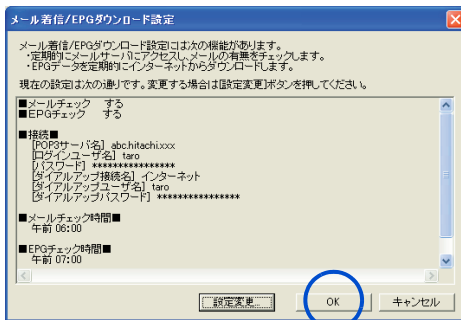 メール着信/EPGダウンロード設定
メール着信/EPGダウンロード設定には次の機能があります。
・定期的にメールサーバにアクセスし、メールの有無をチェックします。
・EPGデータを定期的にインターネットからダウンロードします。
現在の設定は次の通りです。変更する場合は[設定変更]ボタンを押してください。
■メールチェック する
■EPGチェック する
■接続■
[POP3サーバ名] abc.hitachi.xxx
[ログインユーザ名] taro
[パスワード] ****************
[ダイアルアップ接続名] インターネット
[ダイアルアップユーザ名] taro
[ダイアルアップパスワード] ****************
■メールチェック時間■
午前 06:00
■EPGチェック時間■
午前 07:00
設定変更... OK キャンセル